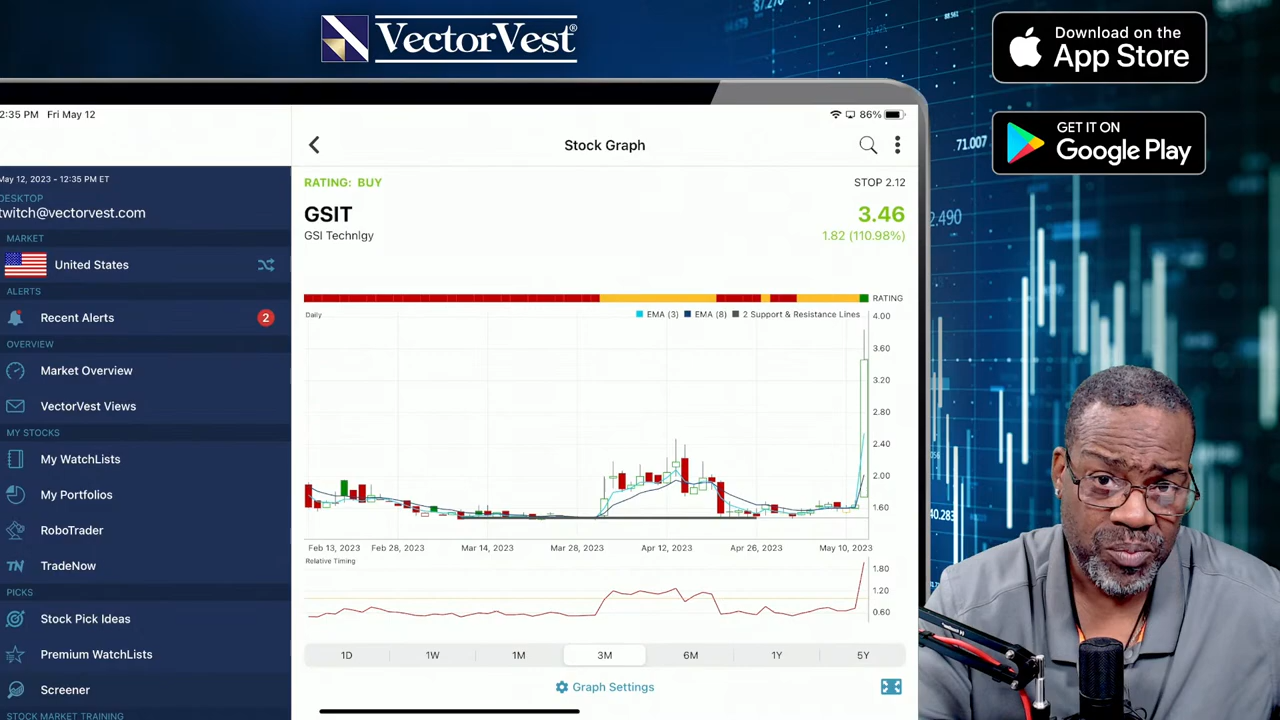 VectorVest®
Download on the
App Store
GET IT ON
Google Play
2:35 PM Fri May 12
86%
Stock Graph
May 12, 2023 - 12:35 PM ET
DESKTOP
twitch@vectorvest.com
MARKET
United States
ALERTS
Recent Alerts 2
OVERVIEW
Market Overview
VectorVest Views
MY STOCKS
My WatchLists
My Portfolios
RoboTrader
TN TradeNow
PICKS
Stock Pick Ideas
Premium WatchLists
Screener
STOCK MARKET TRAINING
RATING: BUY STOP 2.12
GSIT 3.46
GSI Technlgy 1.82 (110.98%)
RATING
Daily EMA (3) EMA (8) 2 Support & Resistance Lines 4.00
3.60
3.20
2.80
2.40
2.00
1.60
Feb 13, 2023 Feb 28, 2023 Mar 14, 2023 Mar 28, 2023 Apr 12, 2023 Apr 26, 2023 May 10, 2023
Relative Timing
1.80
1.20
0.60
1D 1W 1M 3M 6M 1Y 5Y
Graph Settings
71.007
2.490
40.283